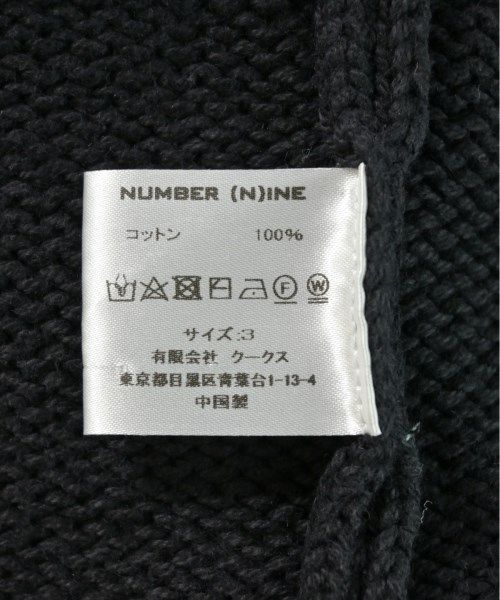 NUMBER (N)INE
コットン 100%
F W
サイズ:3
有限会社 クークス
東京都目黒区青葉台1-13-4
中国製